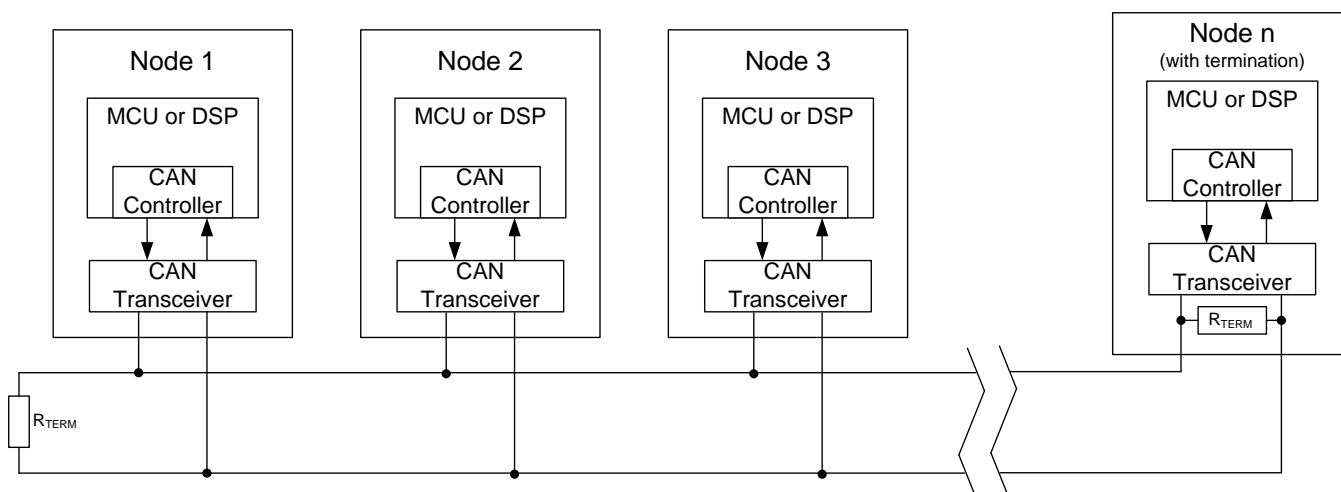 Node 1
MCU or DSP
CAN
Controller
CAN
Transceiver
Node 2
MCU or DSP
CAN
Controller
CAN
Transceiver
Node 3
MCU or DSP
CAN
Controller
CAN
Transceiver
Node n
(with termination)
MCU or DSP
CAN
Controller
CAN
Transceiver
RTERM
RTERM